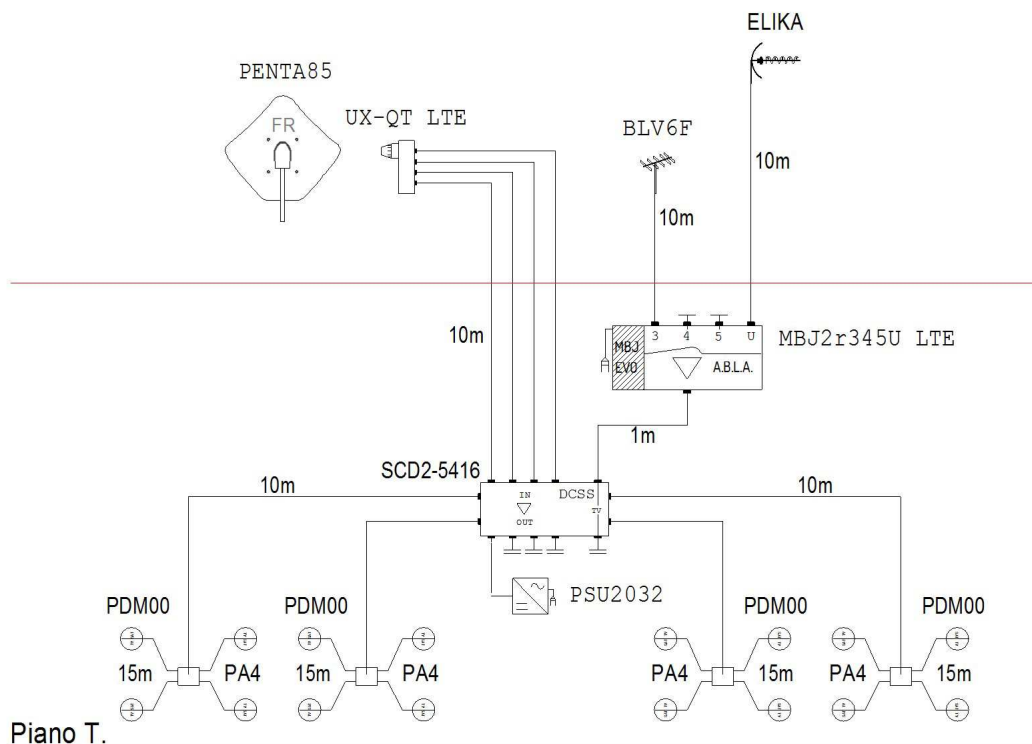 ELIKA
PENTA85
FR
UX-QT LTE
BLV6F
10m
10m
10m
3 4 5 U
MBJ
EVO
A.B.L.A.
MBJ2r345U LTE
1m
SCD2-5416
10m
IN
OUT
DCSS
TV
10m
PSU2032
PDM00
PDM00
PDM00
PDM00
15m
PA4
15m
PA4
PA4
15m
PA4
15m
Piano T.